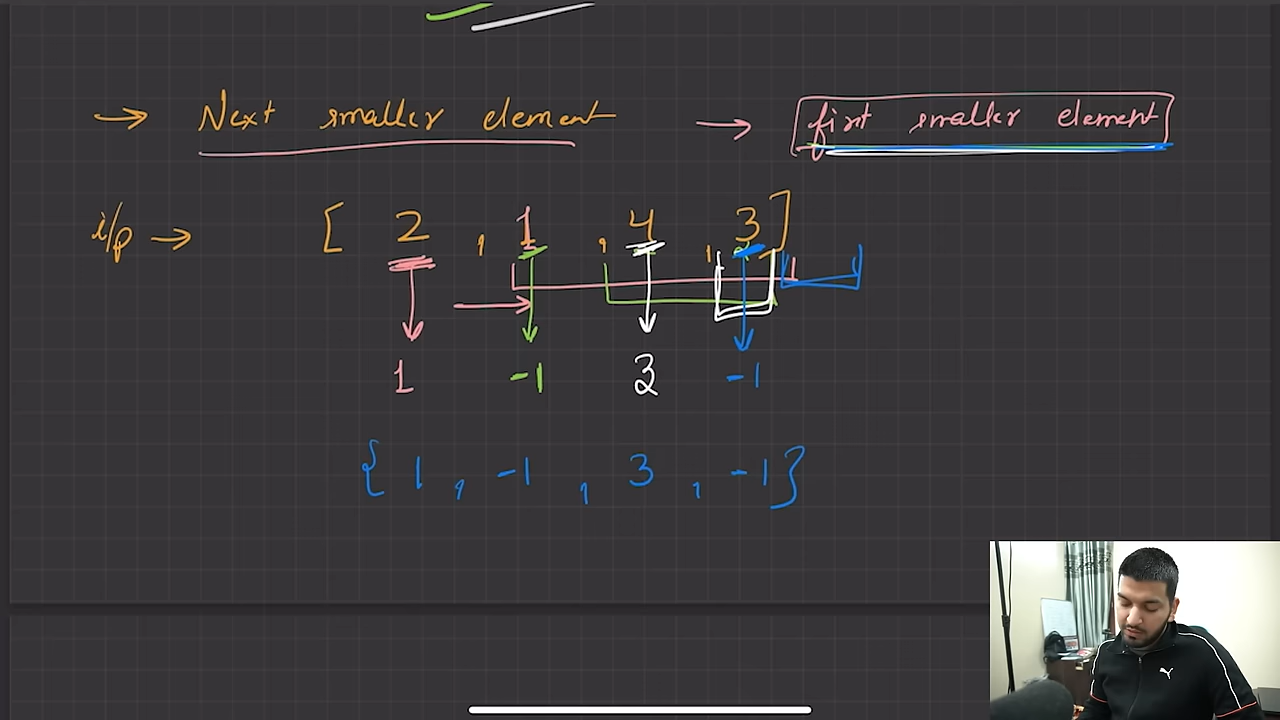 → Next smaller element → first smaller element
i/p → [ 2 , 1 , 4 , 3 ]
1 -1 3 -1
{ 1 , -1 , 3 , -1 }